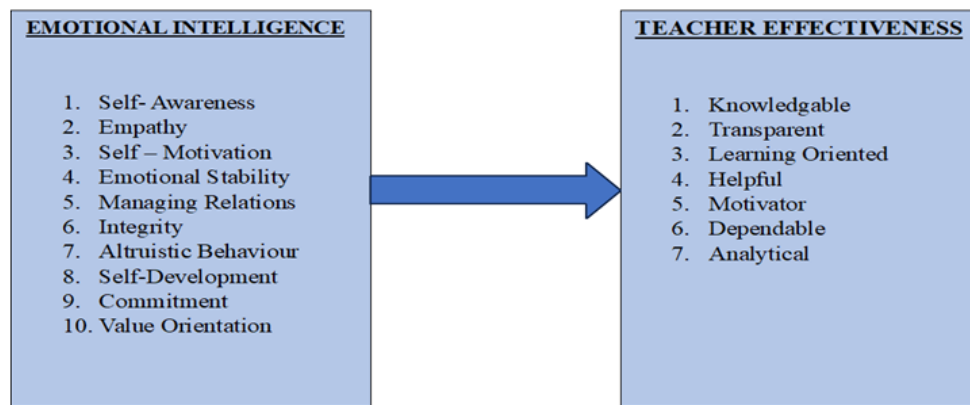 EMOTIONAL INTELLIGENCE
1. Self- Awareness
2. Empathy
3. Self – Motivation
4. Emotional Stability
5. Managing Relations
6. Integrity
7. Altruistic Behaviour
8. Self-Development
9. Commitment
10. Value Orientation
TEACHER EFFECTIVENESS
1. Knowledgable
2. Transparent
3. Learning Oriented
4. Helpful
5. Motivator
6. Dependable
7. Analytical